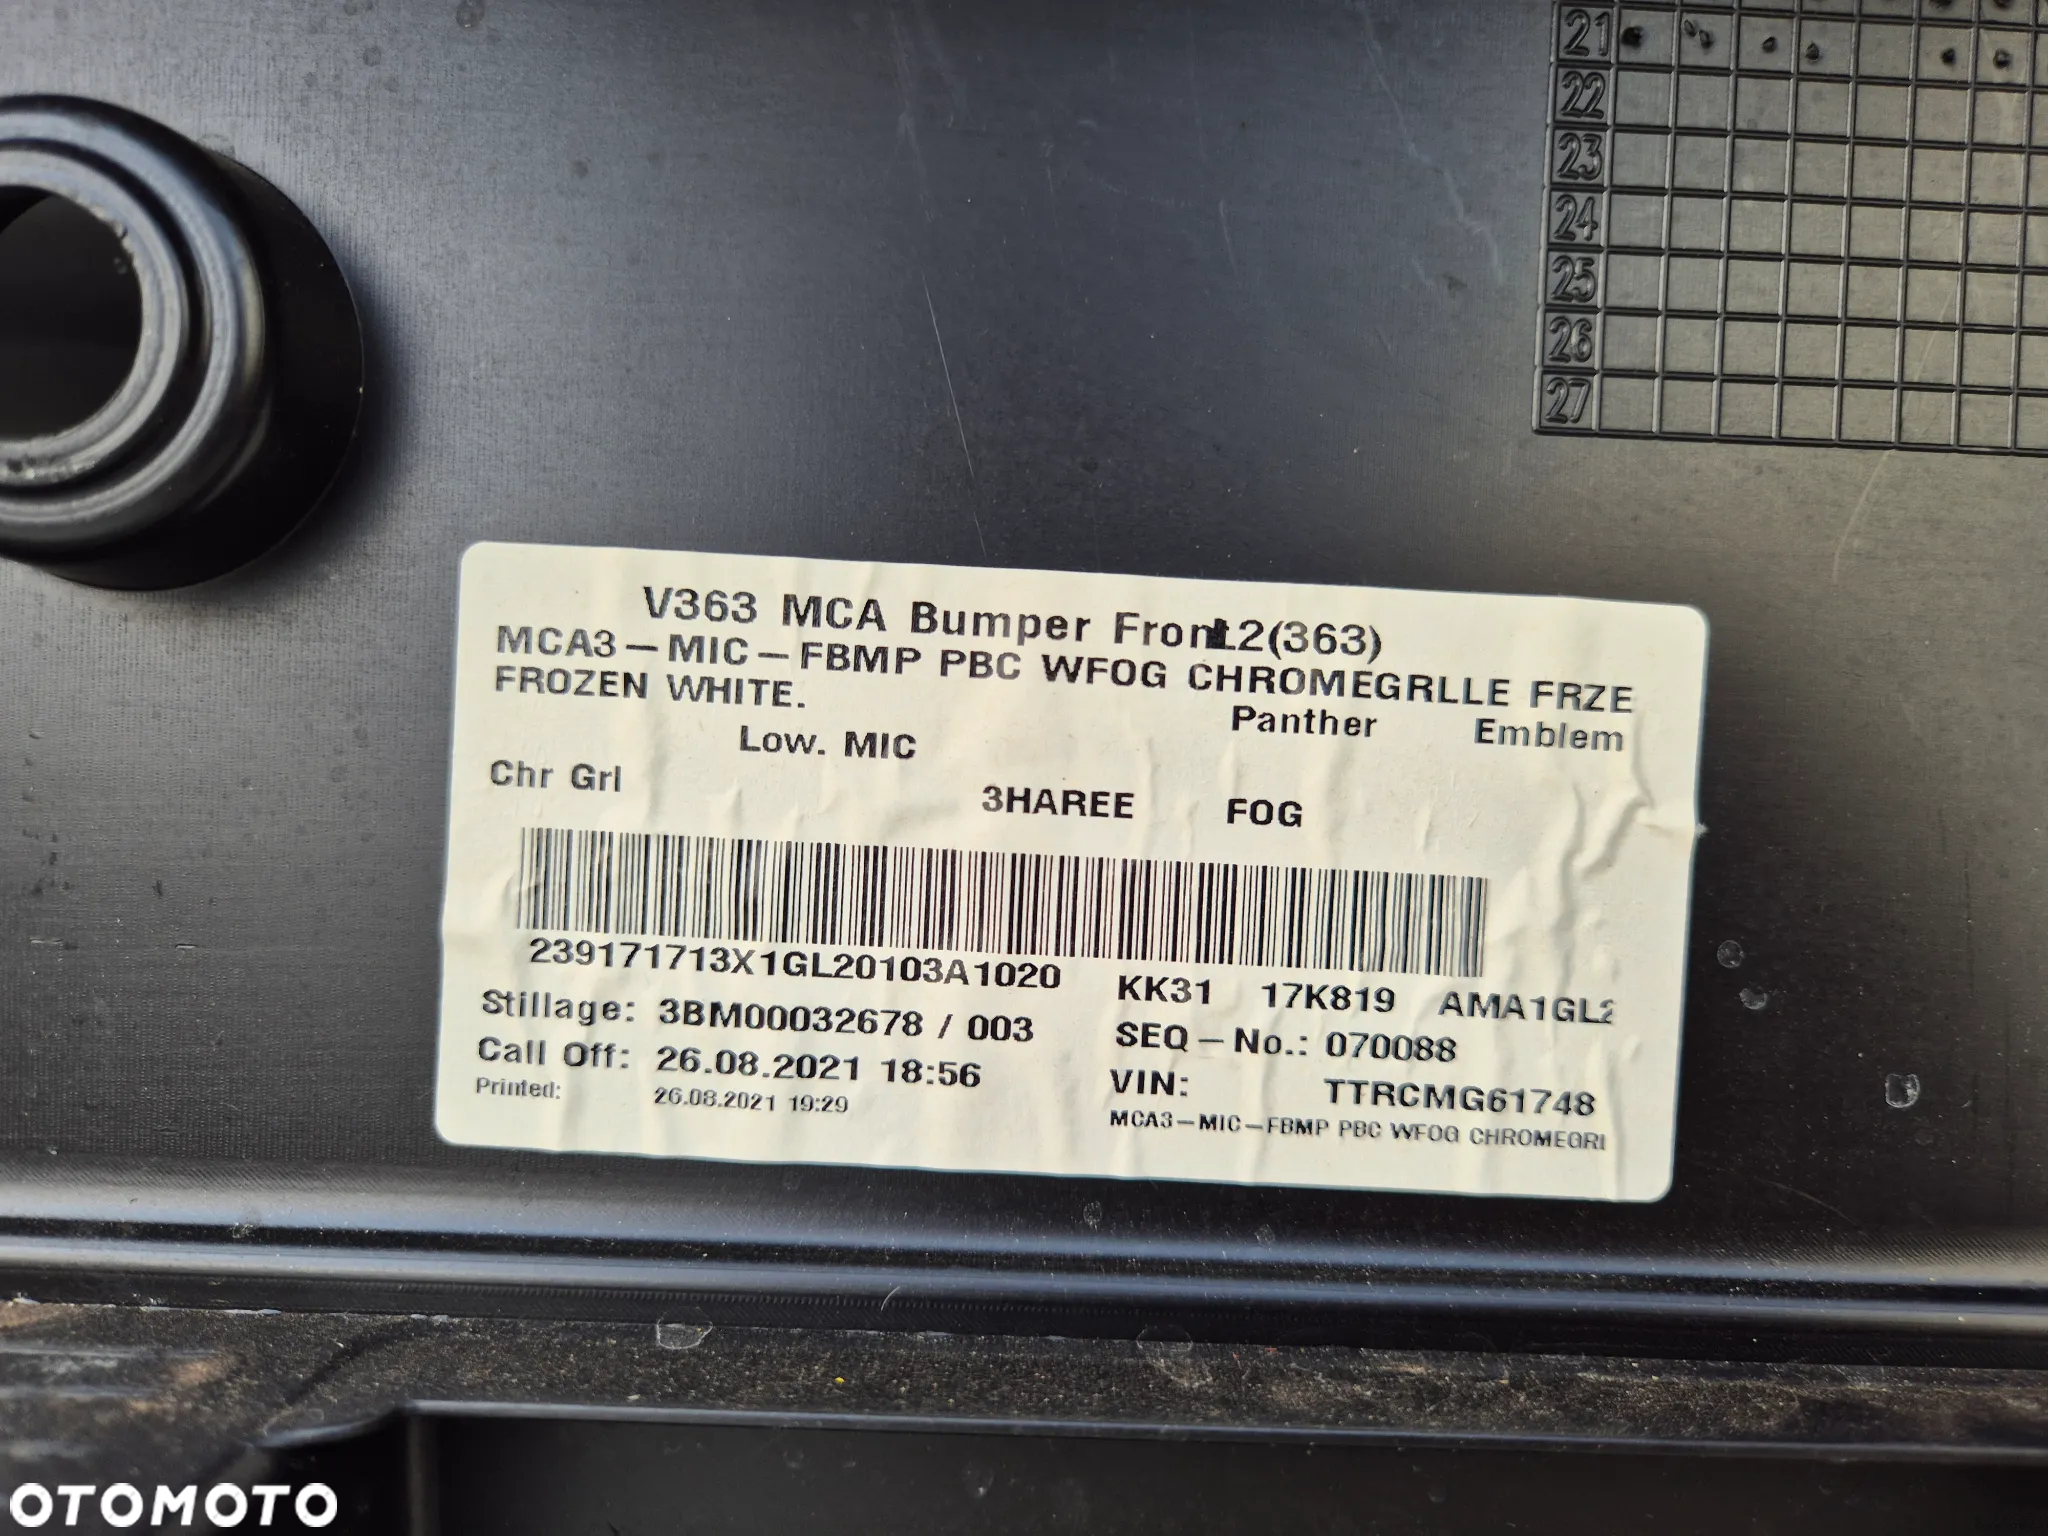 21
22
23
24
25
26
27
V363 MCA Bumper Front L2(363)
MCA3-MIC-FBMP PBC WFOG CHROMEGRLLE FRZE
FROZEN WHITE.
Panther Emblem
Low. MIC
Chr Grl
3HAREE FOG
239171713X1GL20103A1020
KK31 17K819 AMA1GL2
Stillage: 3BM00032678 / 003
SEQ-No.: 070088
Call Off: 26.08.2021 18:56
VIN: TTRCMG61748
Printed: 26.08.2021 19:29
MCA3-MIC-FBMP PBC WFOG CHROMEGRI
OTOMOTO